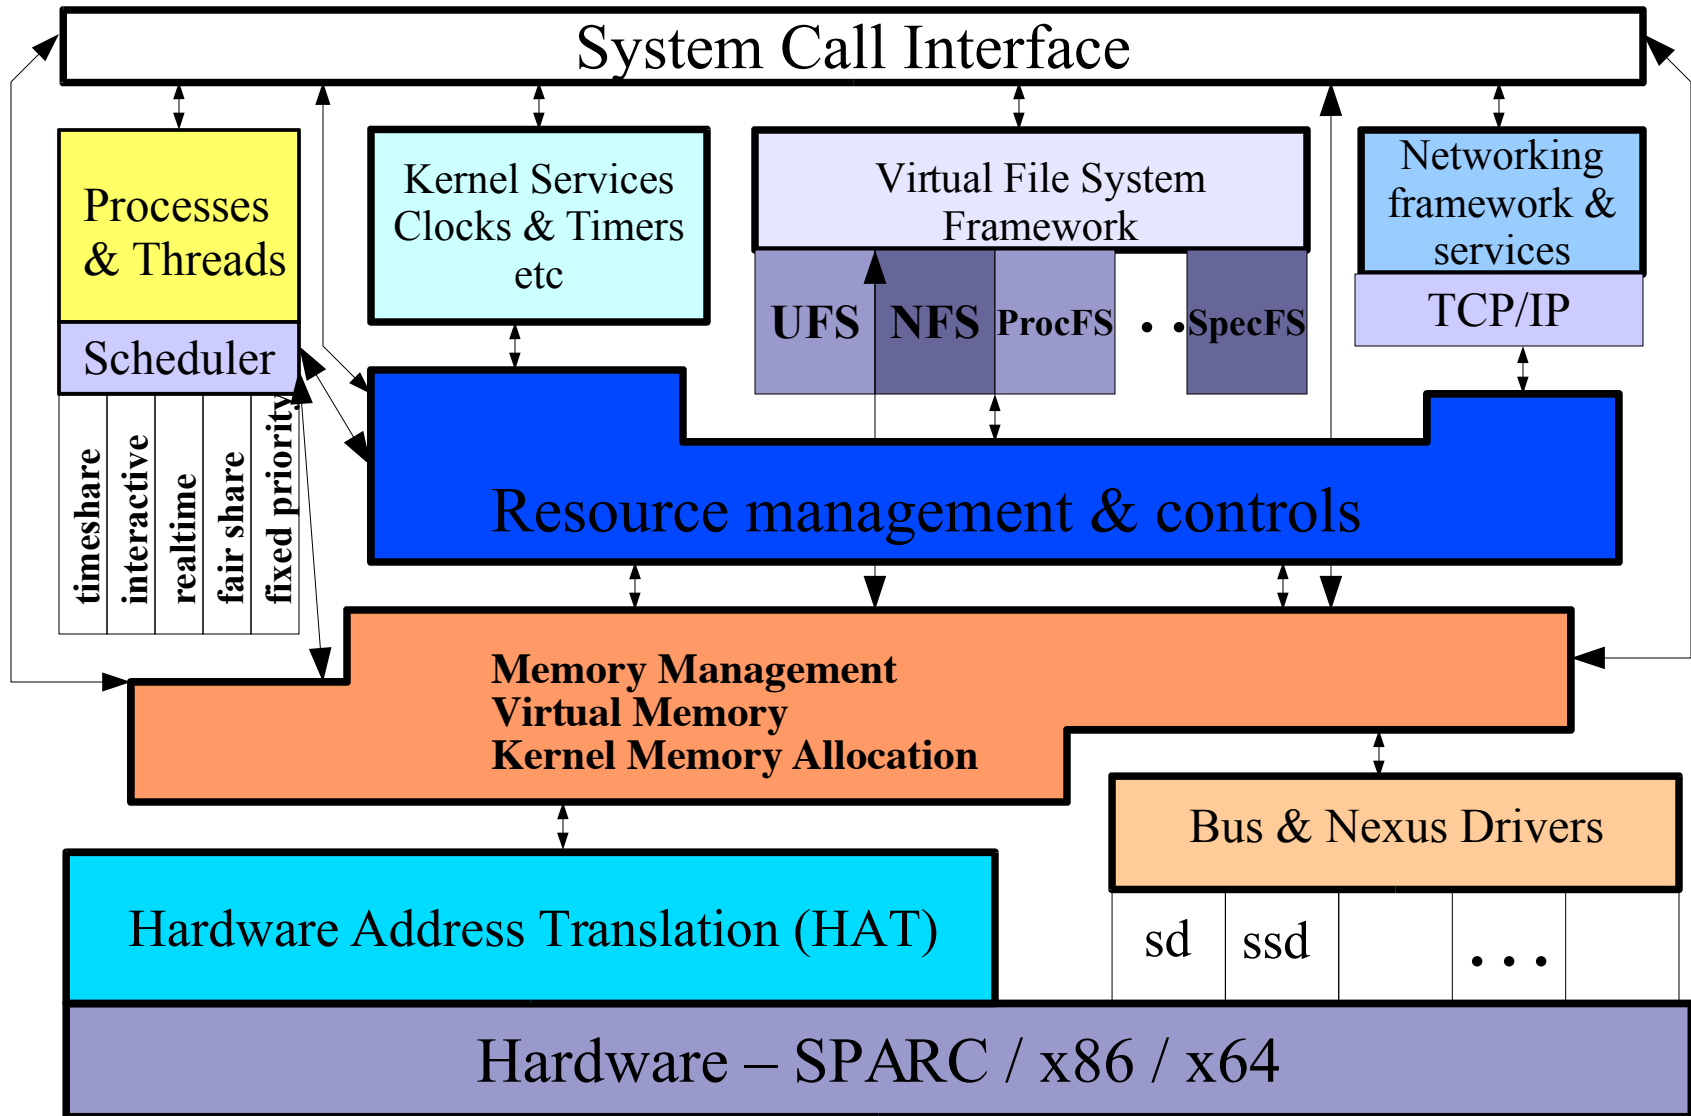 System Call Interface
Processes
& Threads
Kernel Services
Clocks & Timers
etc
Virtual File System
Framework
Networking
framework &
services
UFS
NFS
ProcFS
. .
SpecFS
TCP/IP
Scheduler
timeshare
interactive
realtime
fair share
fixed priority
Resource management & controls
Memory Management
Virtual Memory
Kernel Memory Allocation
Bus & Nexus Drivers
Hardware Address Translation (HAT)
sd
ssd
...
Hardware – SPARC / x86 / x64